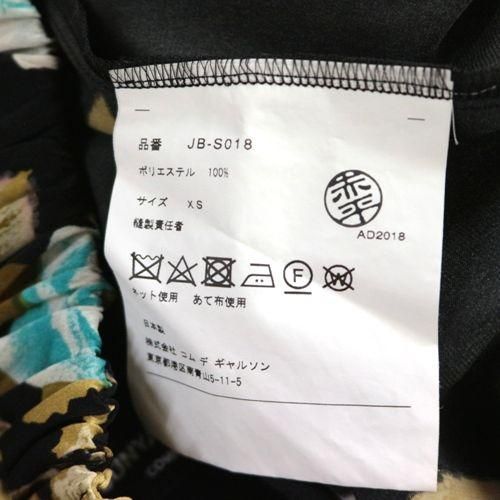 品番 JB-S018
ポリエステル 100%
サイズ XS
縫製責任者
AD2018
F
W
ネット使用 あて布使用
日本製
株式会社 コム デ ギャルソン
東京都港区南青山5-11-5